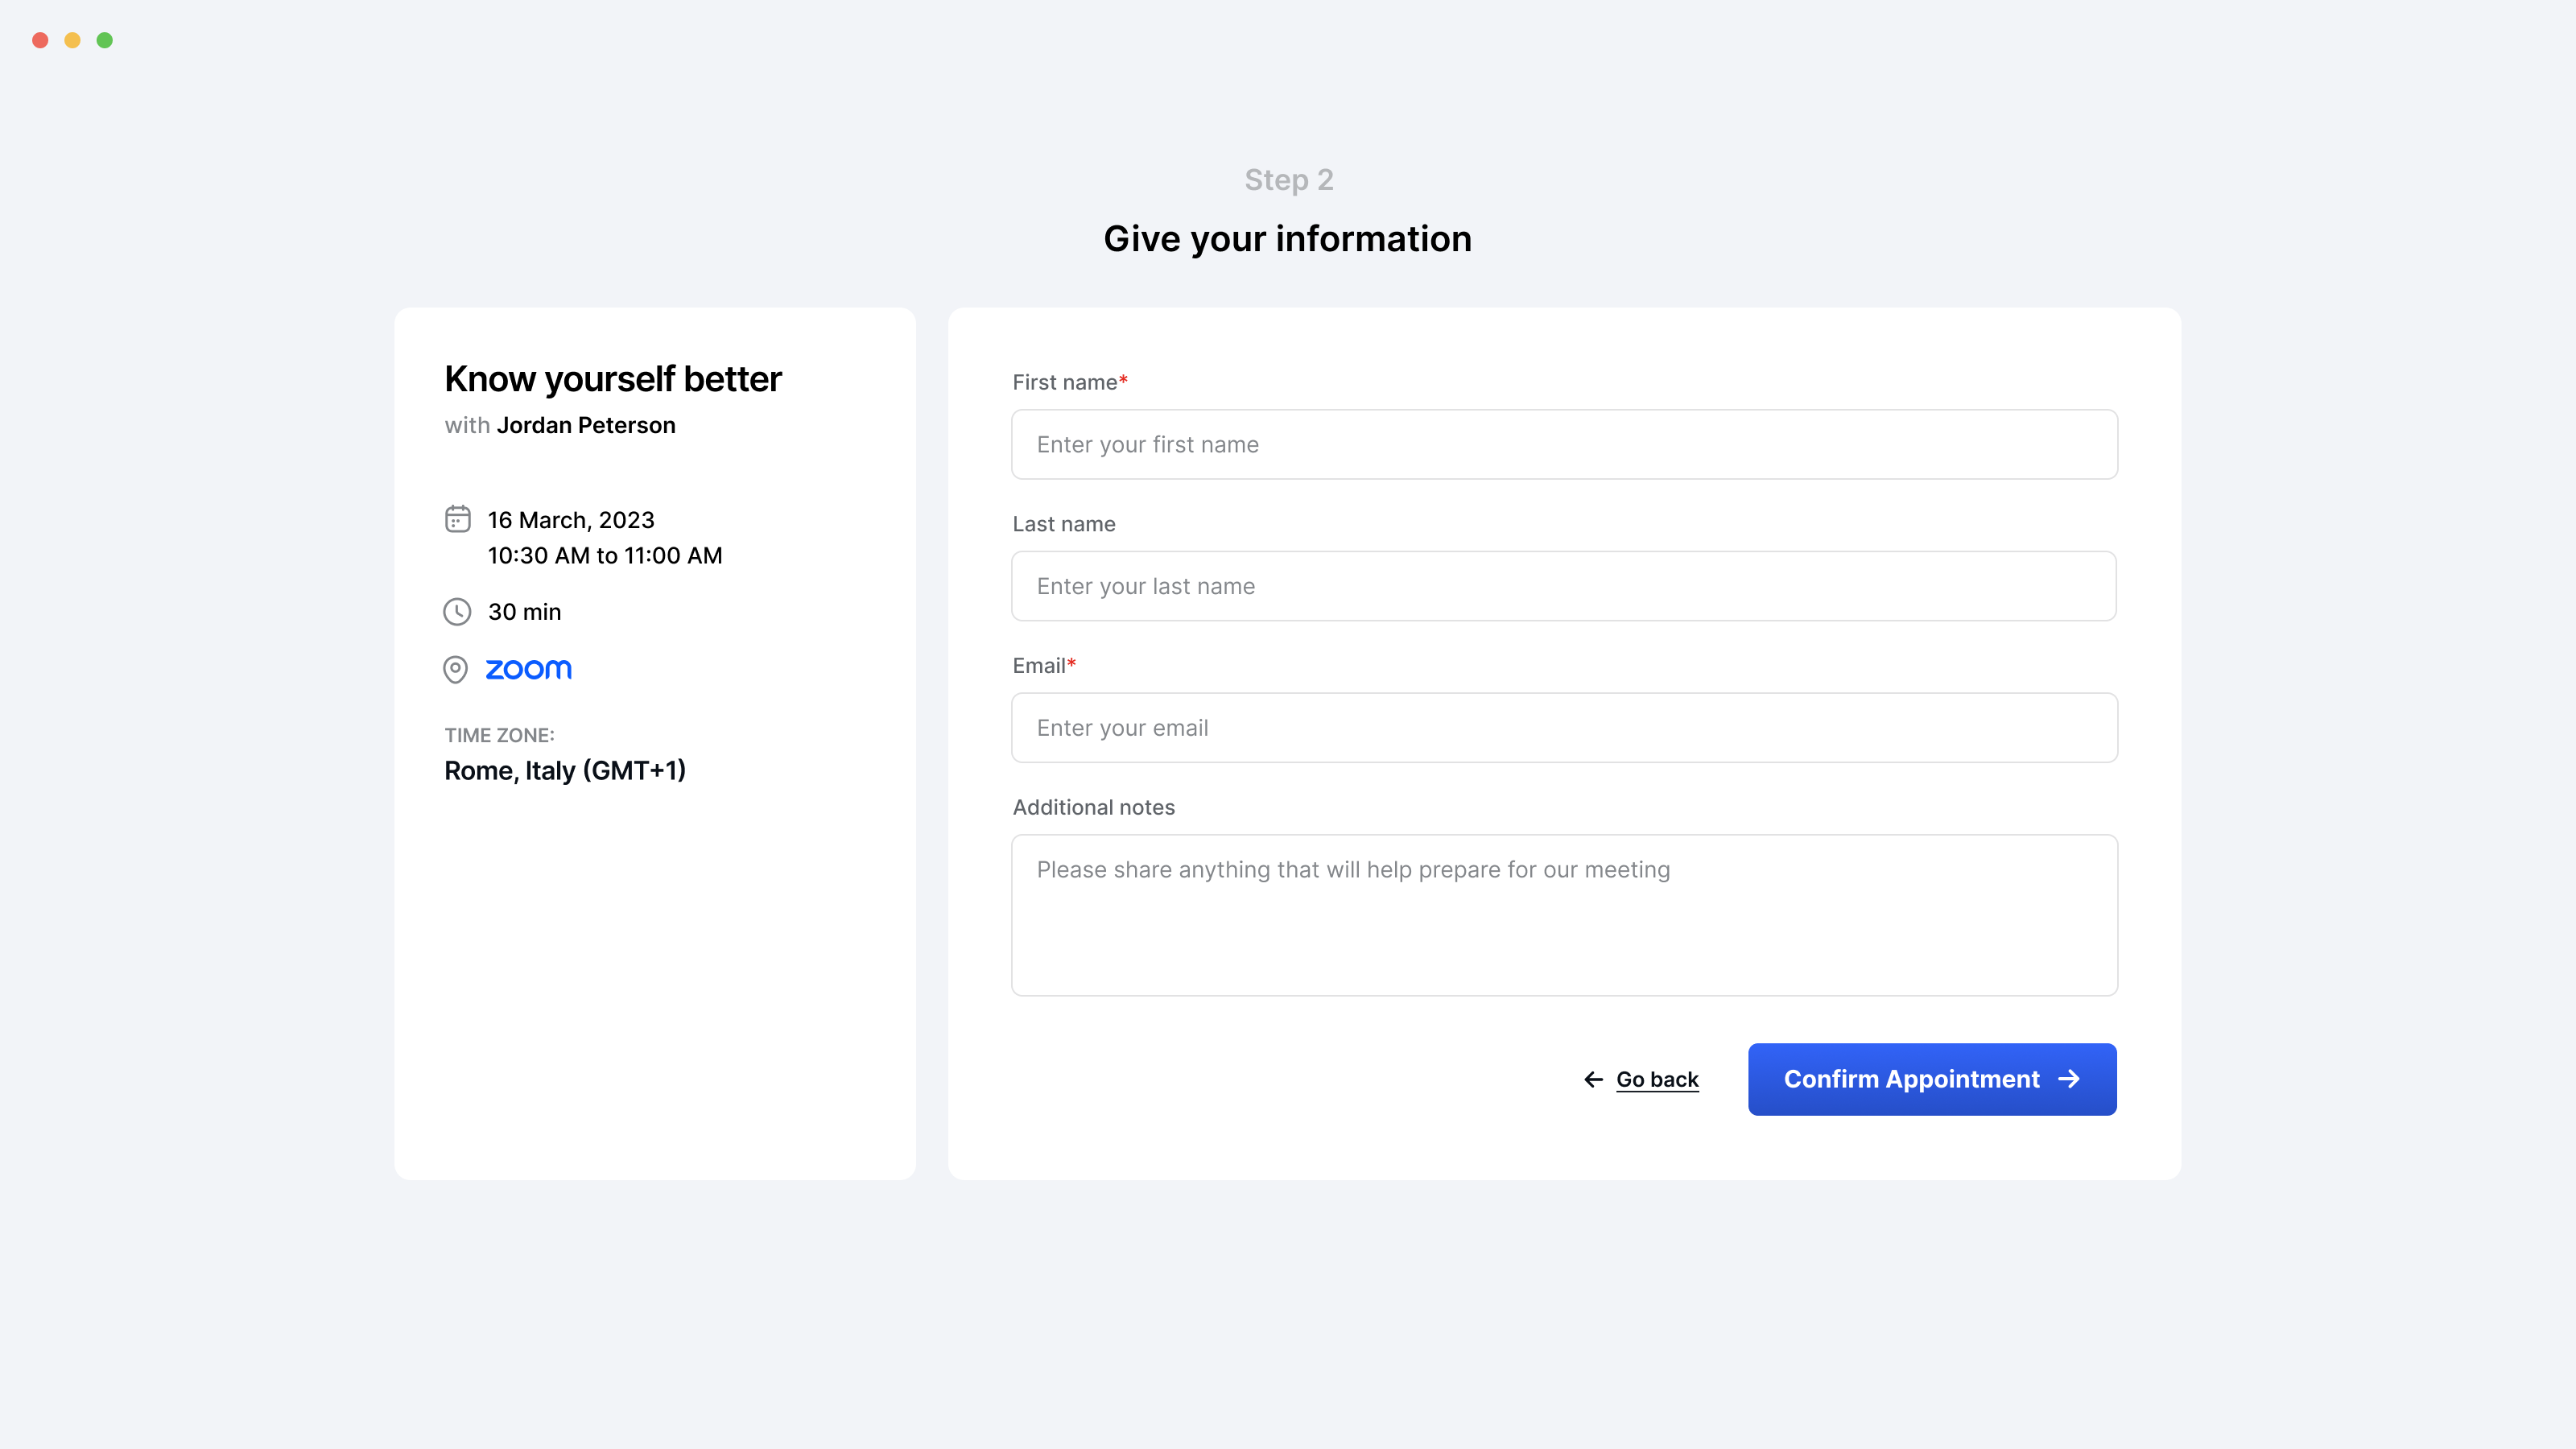 Step 2
Give your information
Know yourself better
with Jordan Peterson
16 March, 2023
10:30 AM to 11:00 AM
30 min
zoom
TIME ZONE:
Rome, Italy (GMT+1)
First name*
Enter your first name
Last name
Enter your last name
Email*
Enter your email
Additional notes
Please share anything that will help prepare for our meeting
Go back
Confirm Appointment